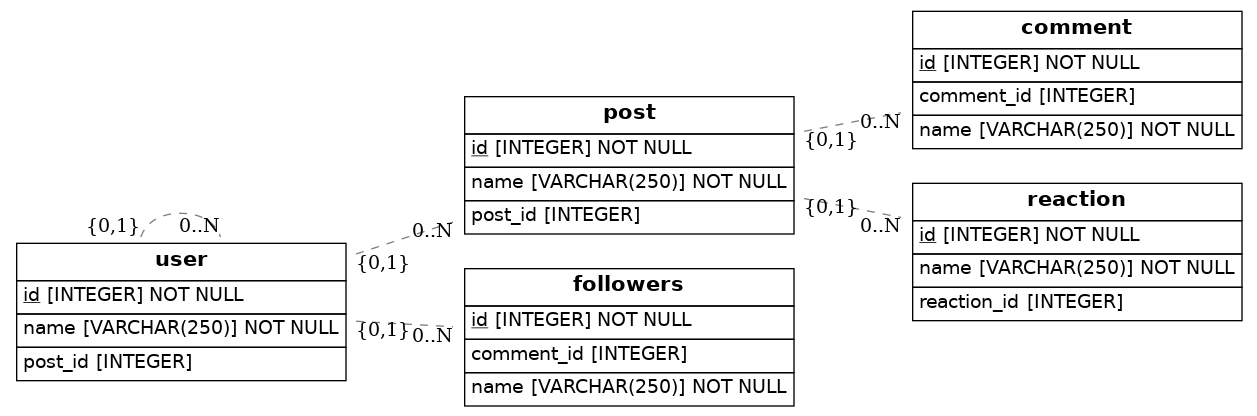 comment
id [INTEGER] NOT NULL
comment_id [INTEGER]
name [VARCHAR(250)] NOT NULL
post
id [INTEGER] NOT NULL
name [VARCHAR(250)] NOT NULL
post_id [INTEGER]
{0,1}
0..N
{0,1}
0..N
reaction
id [INTEGER] NOT NULL
name [VARCHAR(250)] NOT NULL
reaction_id [INTEGER]
{0,1}
0..N
user
id [INTEGER] NOT NULL
name [VARCHAR(250)] NOT NULL
post_id [INTEGER]
{0,1}
0..N
{0,1}
0..N
followers
id [INTEGER] NOT NULL
comment_id [INTEGER]
name [VARCHAR(250)] NOT NULL